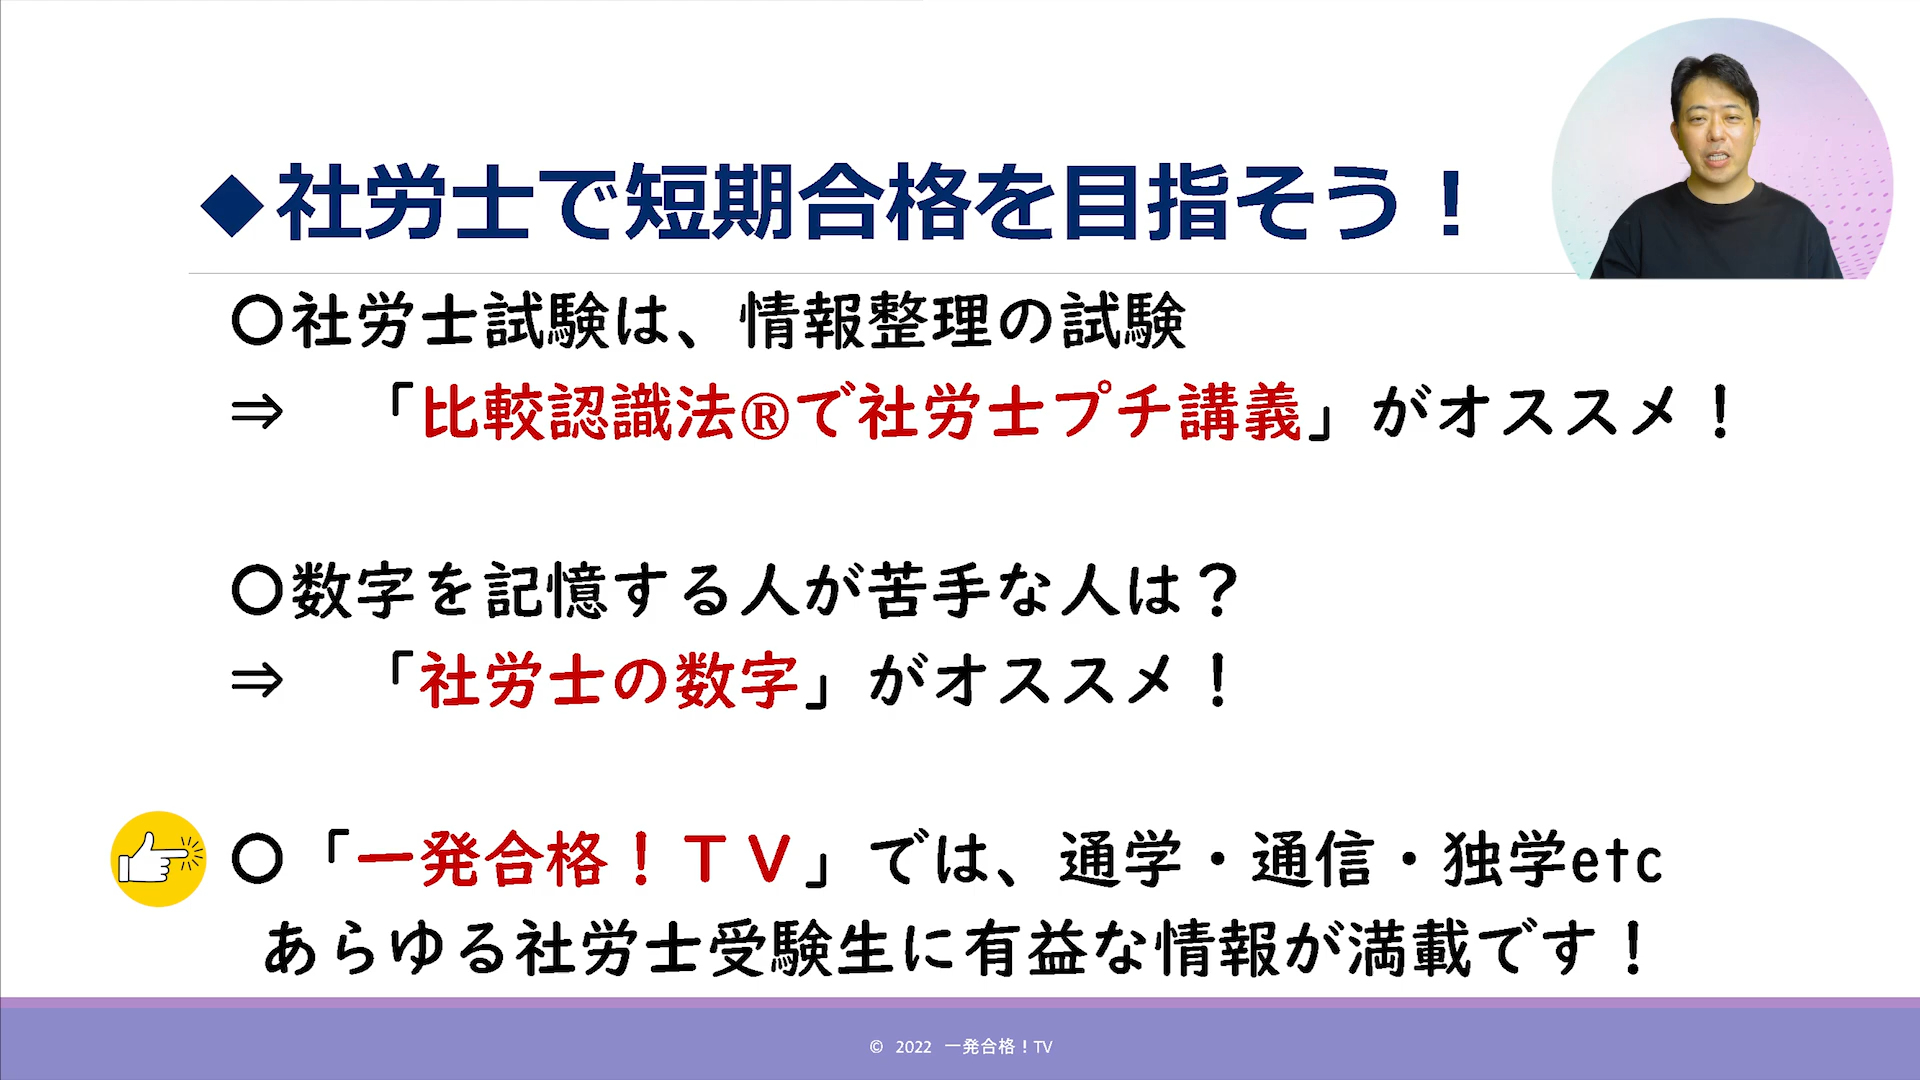 ◆社労士で短期合格を目指そう！
〇社労士試験は、情報整理の試験
⇒　「比較認識法®で社労士プチ講義」がオススメ！
〇数字を記憶する人が苦手な人は？
⇒　「社労士の数字」がオススメ！
〇「一発合格！ＴＶ」では、通学・通信・独学etc
あらゆる社労士受験生に有益な情報が満載です！
© 2022 一発合格！TV